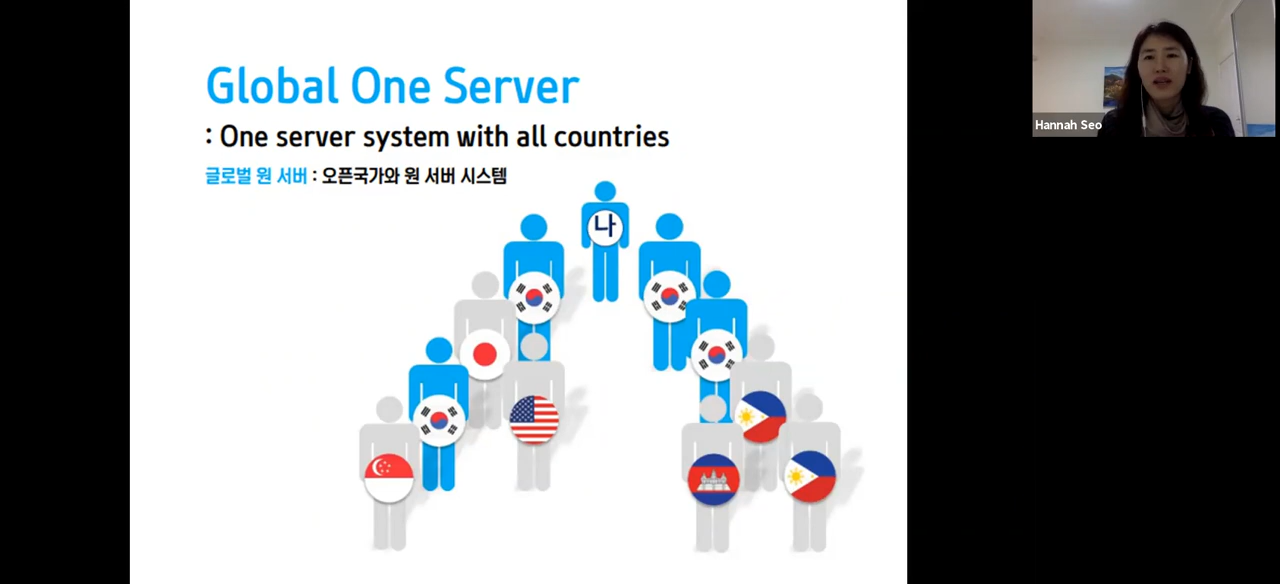 Global One Server
: One server system with all countries
글로벌 원 서버 : 오픈국가와 원 서버 시스템
나
Hannah Seo